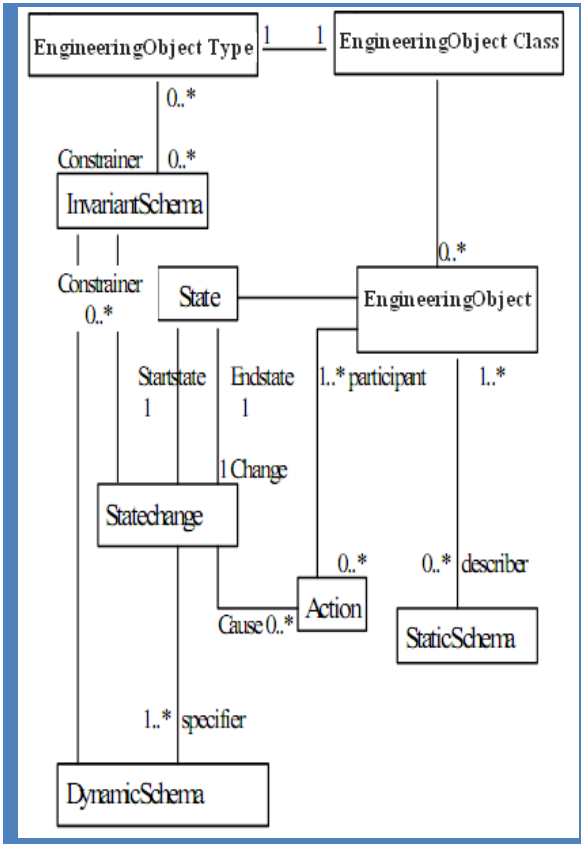 EngineeringObject Type
1
1
EngineeringObject Class
0..*
Constrainer
0..*
InvariantSchema
0..*
Constrainer
0..*
State
EngineeringObject
Startstate
1
Endstate
1
1..* participant
1..*
1 Change
Statechange
0..*
0..* describer
Cause 0..*
Action
StaticSchema
1..* specifier
DynamicSchema